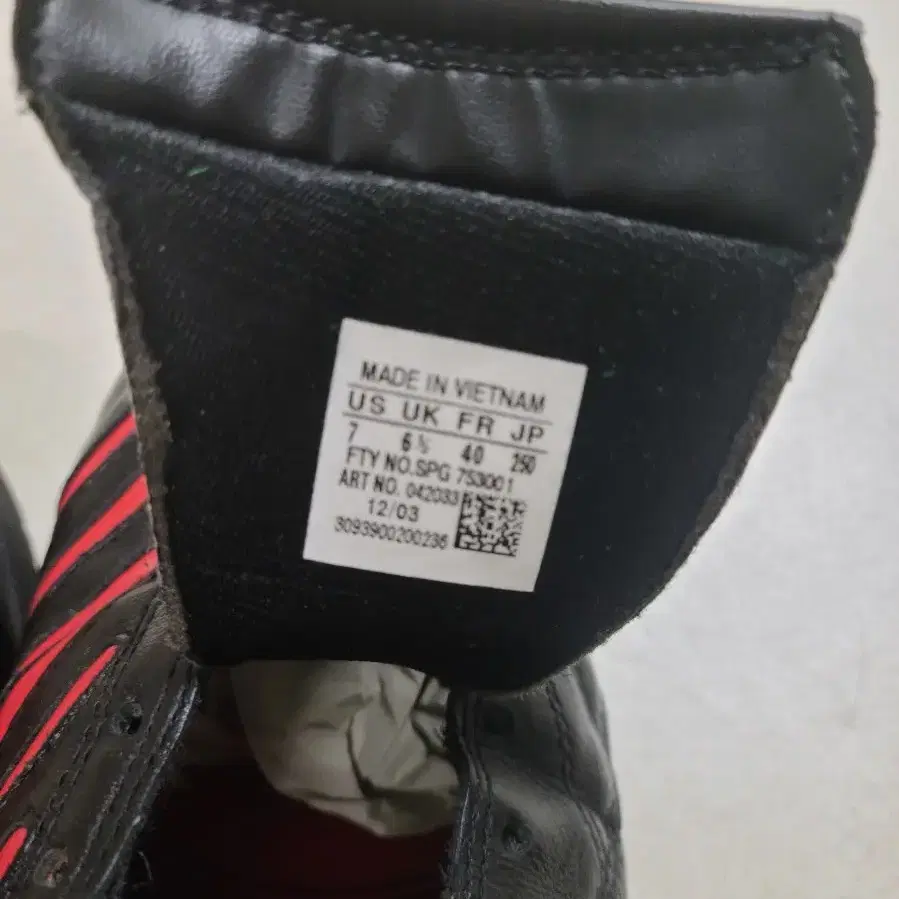 MADE IN VIETNAM
US UK FR JP
7 6½ 40 250
FTY NO.SPG 753001
ART NO. 042033
12/03
3093900200236